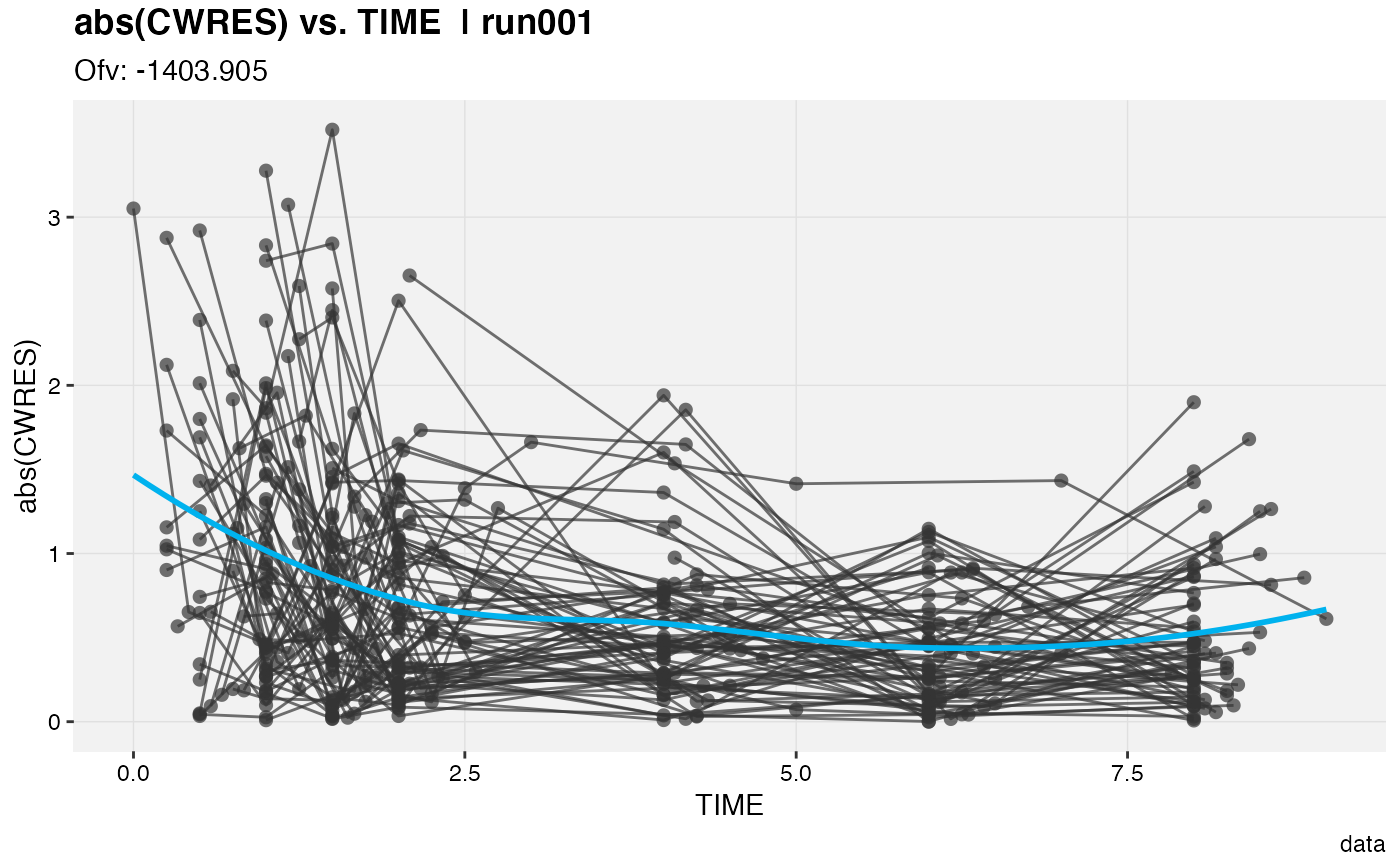 abs(CWRES) vs. TIME | run001
Ofv: -1403.905
abs(CWRES)
3
2
1
0
0.0 2.5 5.0 7.5
TIME
data